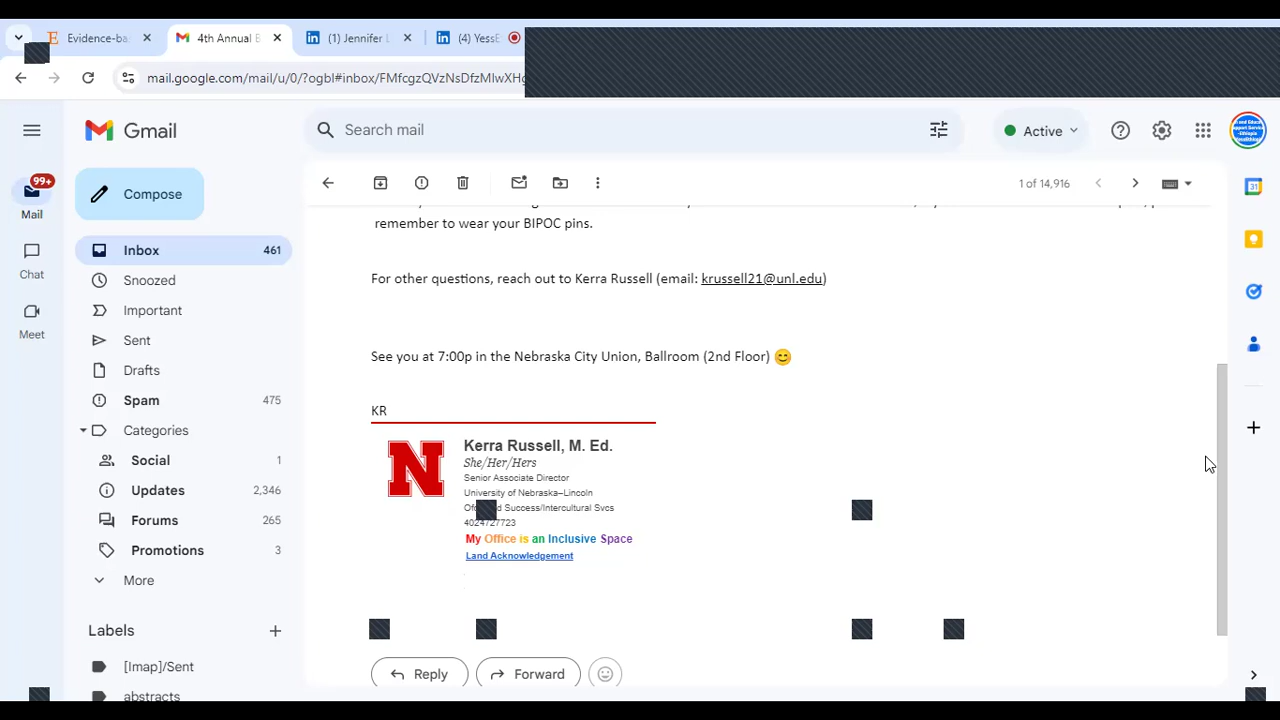 Evidence-ba
4th Annual B
(1) Jennifer L
(4) YessE
mail.google.com/mail/u/0/?ogbl#inbox/FMfcgzQVzNsDfzMlwXHg
Gmail
Search mail
Active
99+
Mail
Chat
Meet
Compose
Inbox 461
Snoozed
Important
Sent
Drafts
Spam 475
Categories
Social 1
Updates 2,346
Forums 265
Promotions 3
More
Labels
[Imap]/Sent
abstracts
1 of 14,916
remember to wear your BIPOC pins.
For other questions, reach out to Kerra Russell (email: krussell21@unl.edu)
See you at 7:00p in the Nebraska City Union, Ballroom (2nd Floor) 😊
KR
N
Kerra Russell, M. Ed.
She/Her/Hers
Senior Associate Director
University of Nebraska–Lincoln
Success/Intercultural Svcs
4024727723
My Office is an Inclusive Space
Land Acknowledgement
Reply
Forward
31